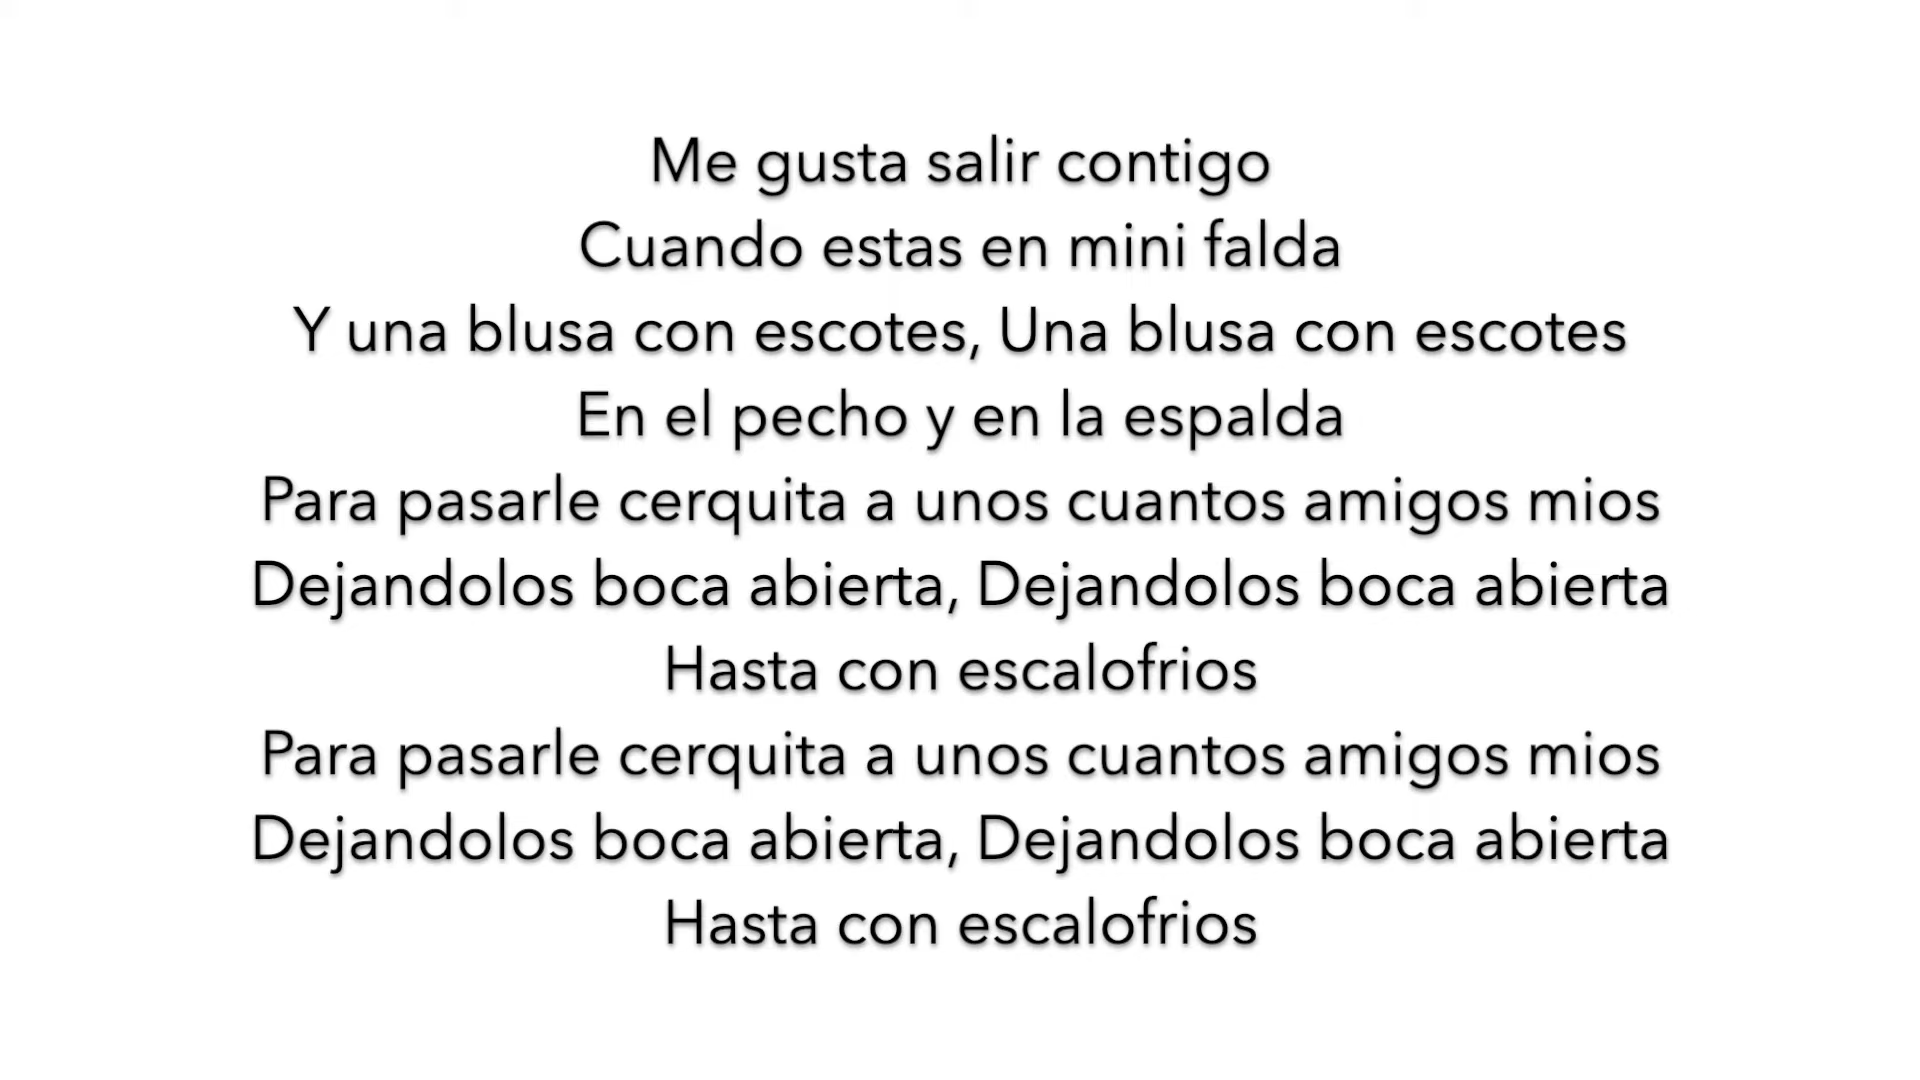 Me gusta salir contigo
Cuando estas en mini falda
Y una blusa con escotes, Una blusa con escotes
En el pecho y en la espalda
Para pasarle cerquita a unos cuantos amigos mios
Dejandolos boca abierta, Dejandolos boca abierta
Hasta con escalofrios
Para pasarle cerquita a unos cuantos amigos mios
Dejandolos boca abierta, Dejandolos boca abierta
Hasta con escalofrios